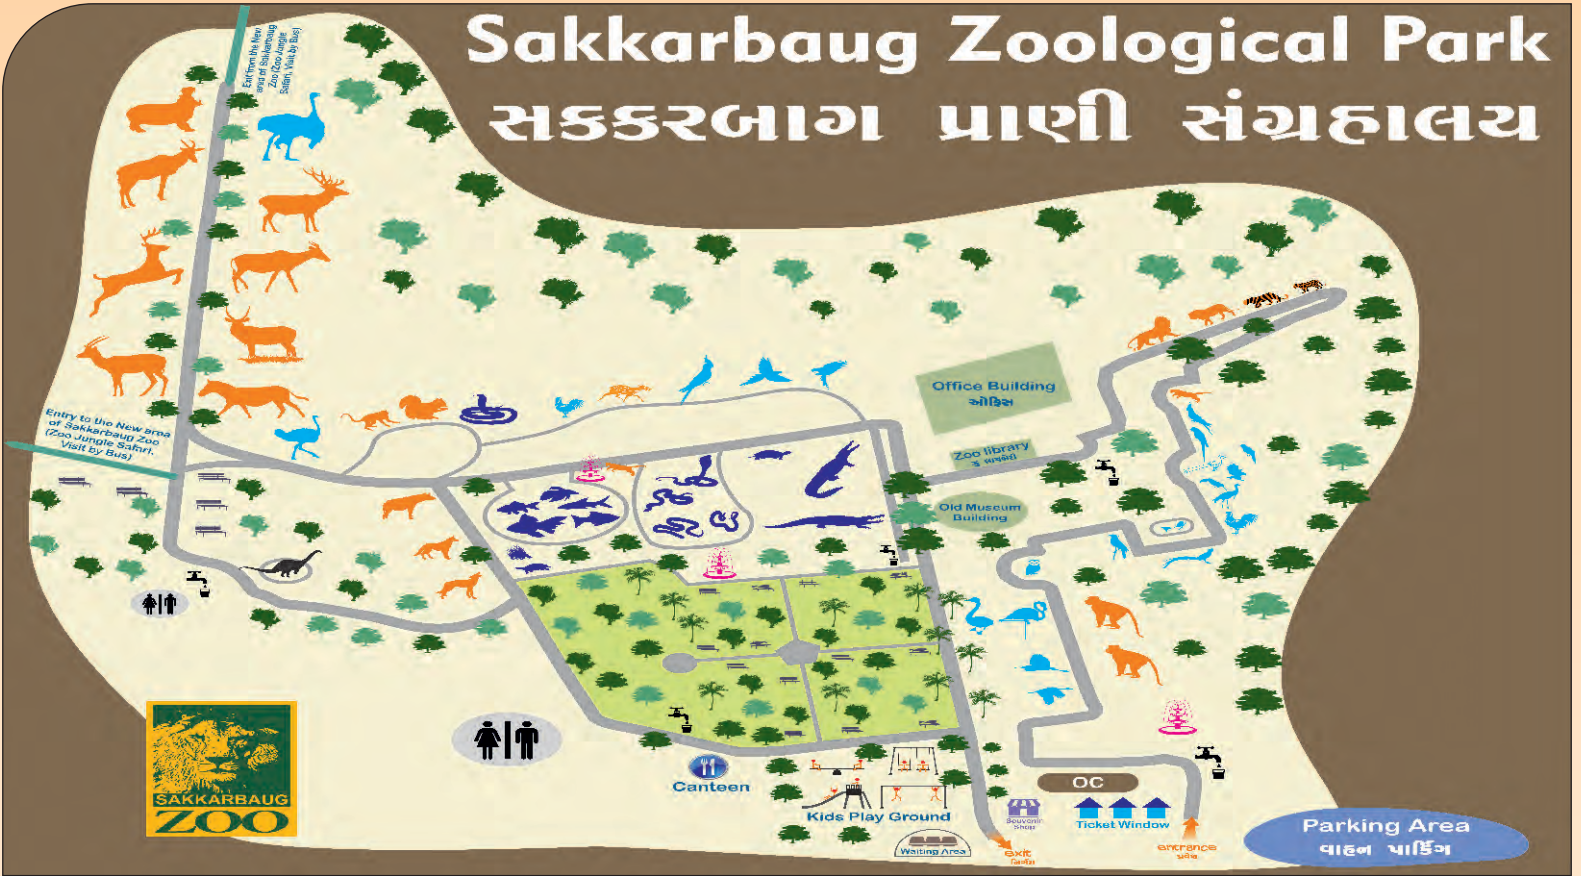 Sakkarbaug Zoological Park
સક્કરબાગ પ્રાણી સંગ્રહાલય
Exit from the New
area of Sakkarbaug
Zoo (Zoo Jungle
Safari, Visit by Bus)
Entry to the New area
of Sakkarbaug Zoo
(Zoo Jungle Safari,
Visit by Bus)
Office Building
ઓફિસ
Zoo library
Old Museum
Building
SAKKARBAUG
ZOO
Canteen
Kids Play Ground
Waiting Area
Souvenir
Shop
OC
Ticket Window
exit
entrance
પ્રવેશ
Parking Area
વાહન પાર્કિંગ